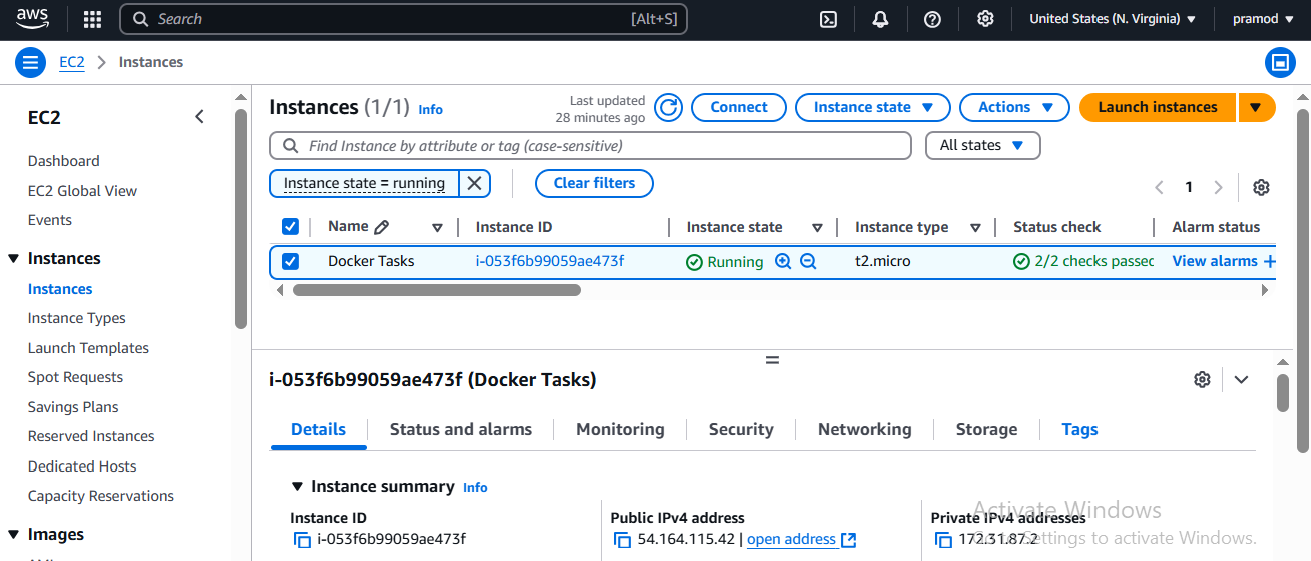 aws
Search [Alt+S] United States (N. Virginia) pramod
EC2 Instances
EC2
Dashboard
EC2 Global View
Events
Instances
Instances
Instance Types
Launch Templates
Spot Requests
Savings Plans
Reserved Instances
Dedicated Hosts
Capacity Reservations
Images
Instances (1/1) Info
Last updated
28 minutes ago
Connect Instance state Actions Launch instances
Find Instance by attribute or tag (case-sensitive) All states
Instance state = running Clear filters 1
Name Instance ID Instance state Instance type Status check Alarm status
Docker Tasks i-053f6b99059ae473f Running t2.micro 2/2 checks passed View alarms +
i-053f6b99059ae473f (Docker Tasks)
Details Status and alarms Monitoring Security Networking Storage Tags
Instance summary Info
Instance ID Public IPv4 address Private IPv4 addresses
i-053f6b99059ae473f 54.164.115.42 | open address 172.31.87.2
Activate Windows
Go to Settings to activate Windows.